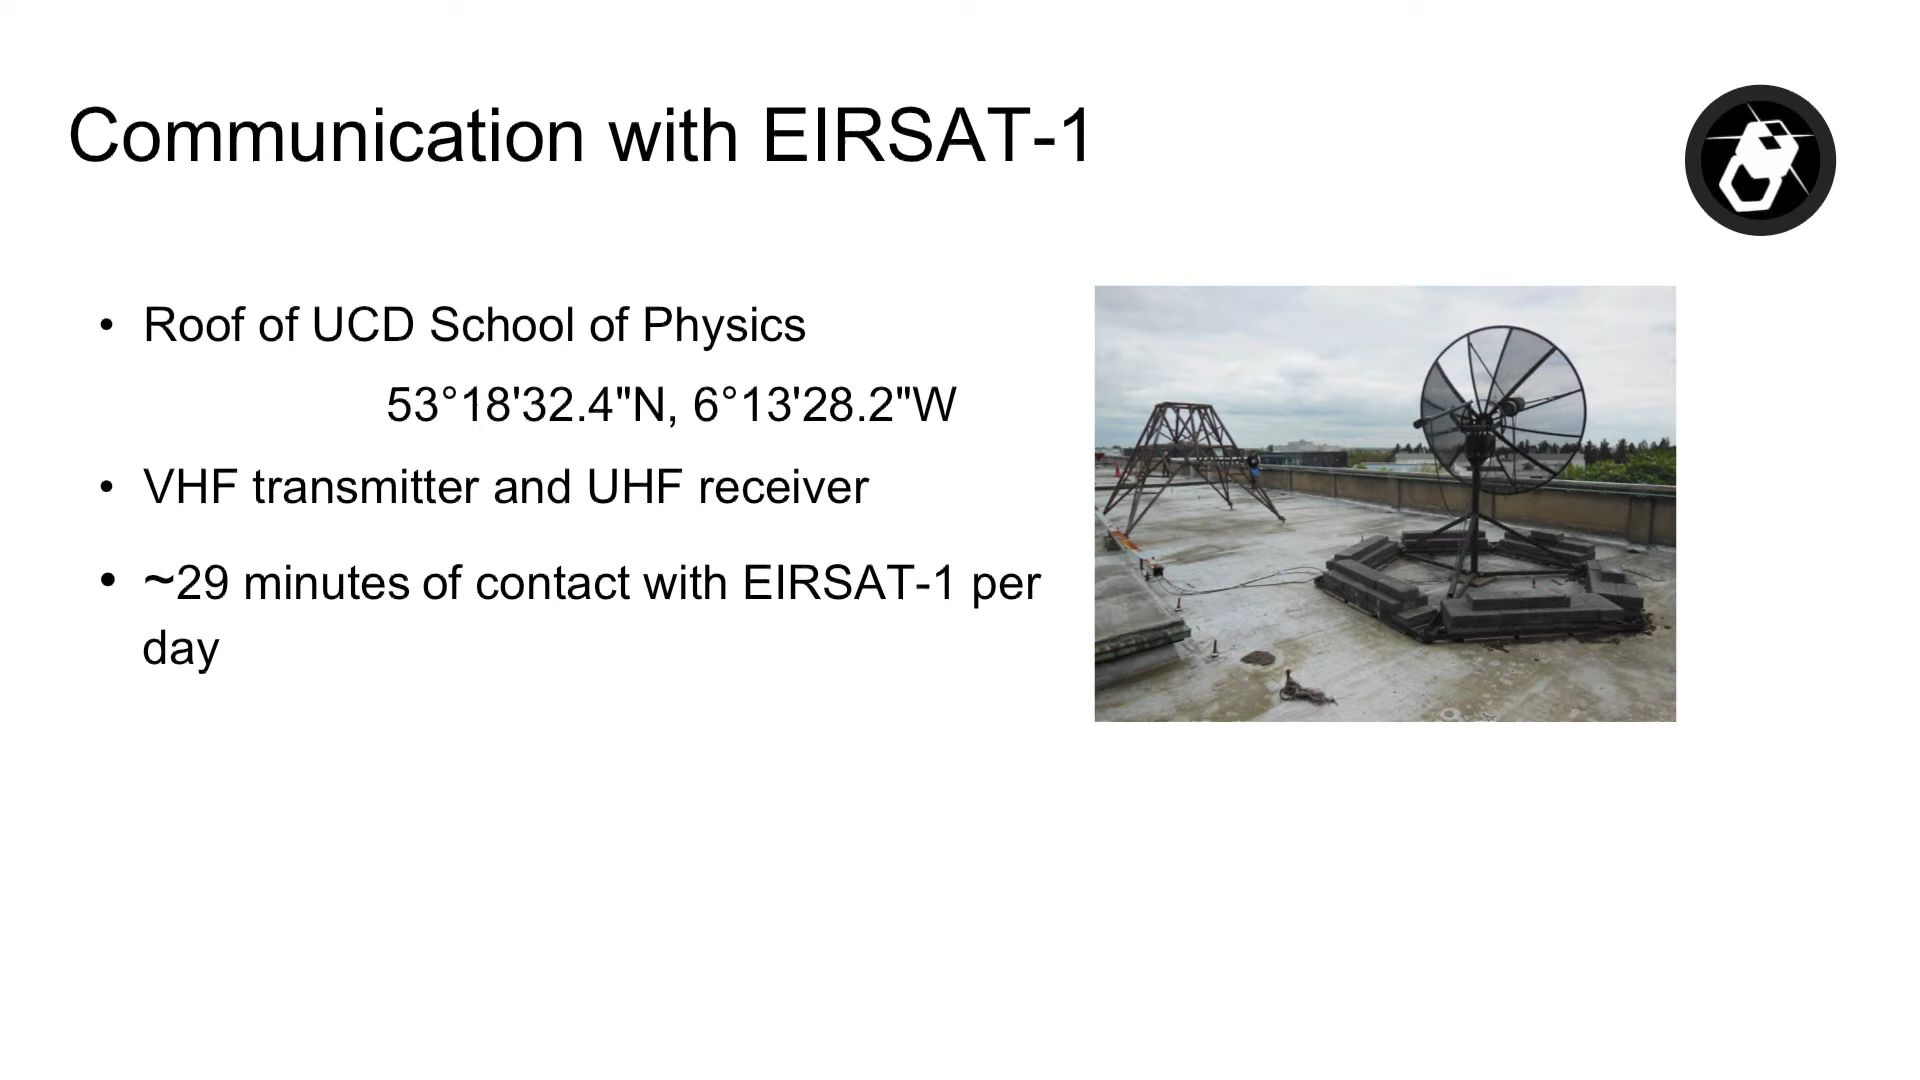 Communication with EIRSAT-1
• Roof of UCD School of Physics
53°18'32.4"N, 6°13'28.2"W
• VHF transmitter and UHF receiver
• ~29 minutes of contact with EIRSAT-1 per
day